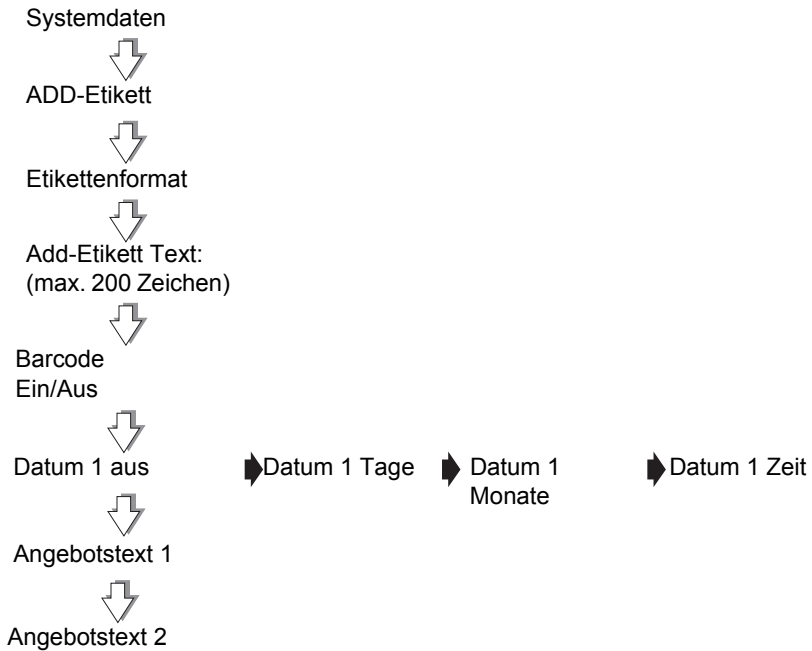 Systemdaten
ADD-Etikett
Etikettenformat
Add-Etikett Text:
(max. 200 Zeichen)
Barcode
Ein/Aus
Datum 1 aus
Datum 1 Tage
Datum 1
Monate
Datum 1 Zeit
Angebotstext 1
Angebotstext 2